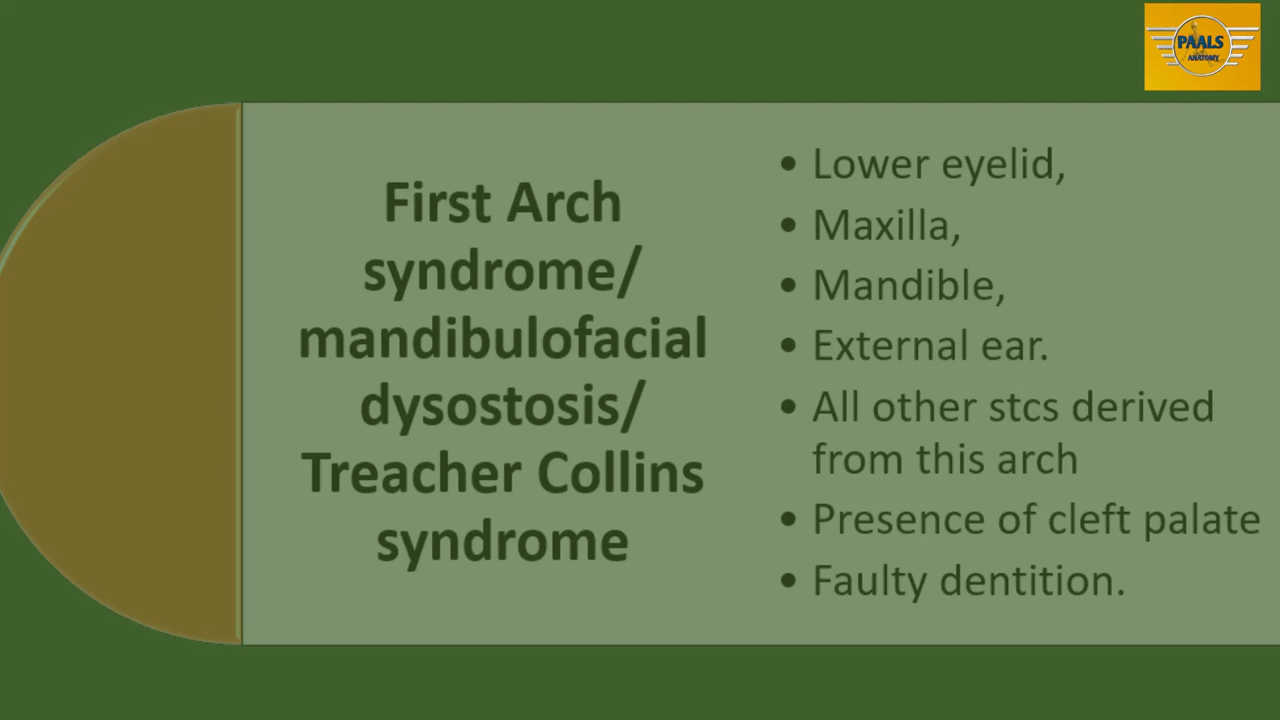 PAALS
ANATOMY
First Arch
syndrome/
mandibulofacial
dysostosis/
Treacher Collins
syndrome
• Lower eyelid,
• Maxilla,
• Mandible,
• External ear.
• All other stcs derived
from this arch
• Presence of cleft palate
• Faulty dentition.